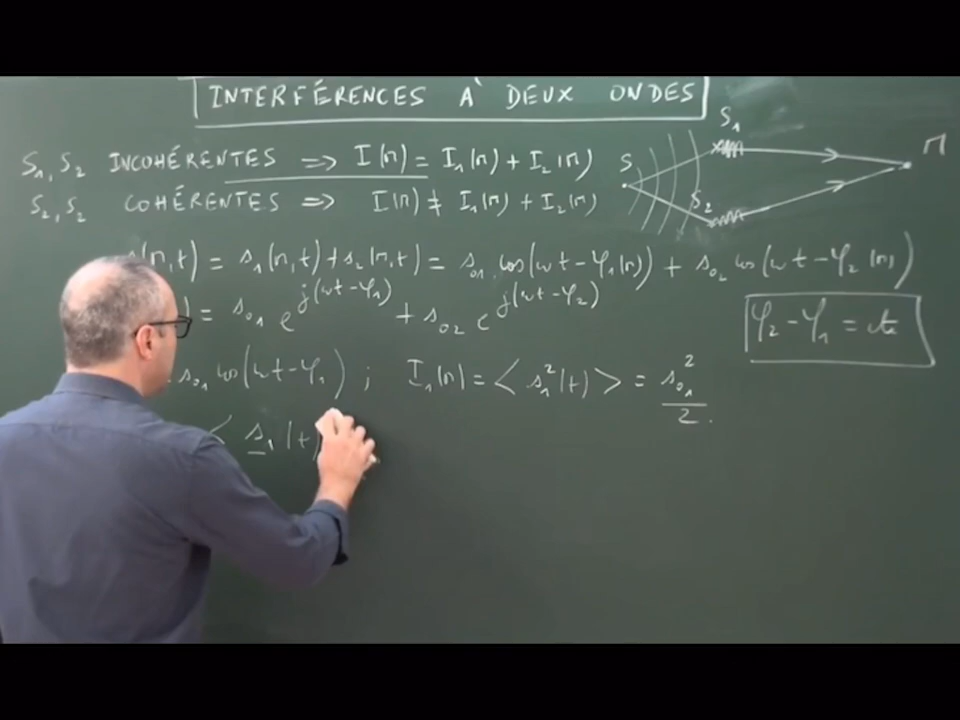 INTERFÉRENCES À DEUX ONDES
S₁, S₂ INCOHÉRENTES => I(M) = I₁(M) + I₂(M)
S₂, S₂ COHÉRENTES => I(M) ≠ I₁(M) + I₂(M)
S
S₁
S₂
M
(M,t) = s₁(M,t) + s₂(M,t) = s₀₁ cos(ωt - φ₁(M)) + s₀₂ cos(ωt - φ₂(M))
) = s₀₁ e^{j(ωt - φ₁)} + s₀₂ e^{j(ωt - φ₂)}
φ₂ - φ₁ = cte
s₀₁ cos(ωt - φ₁) ; I₁(M) = < s₁²(t) > = s₀₁²/2.
< s₁(t)